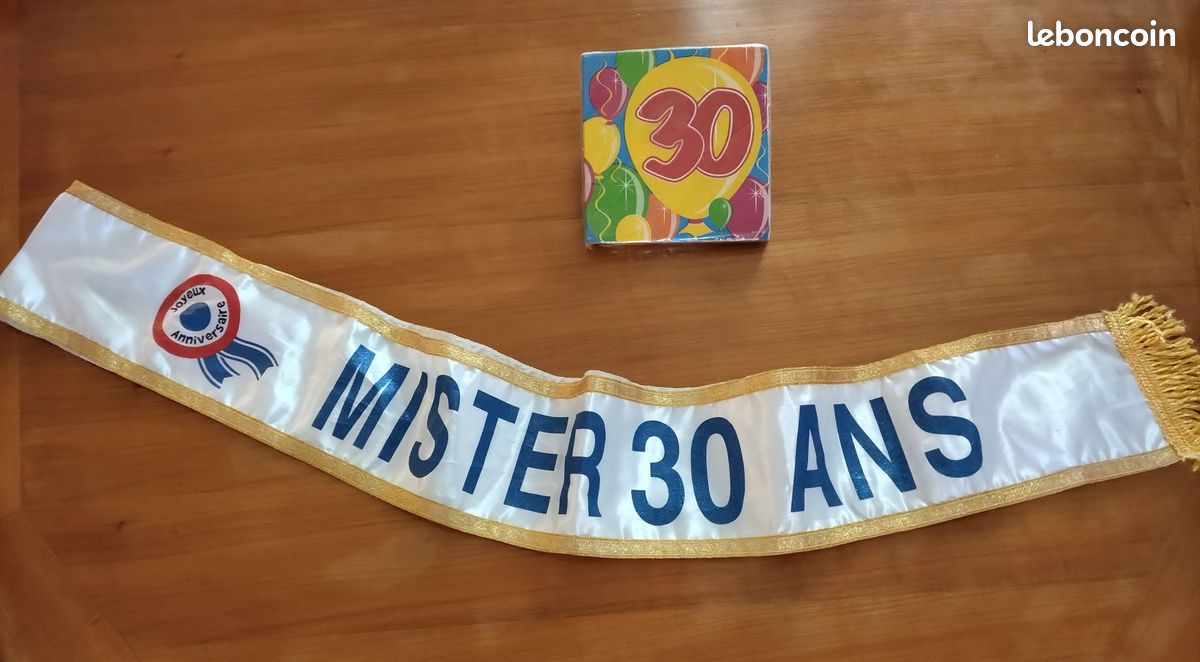 leboncoin
30
Joyeux
Anniversaire
MISTER 30 ANS